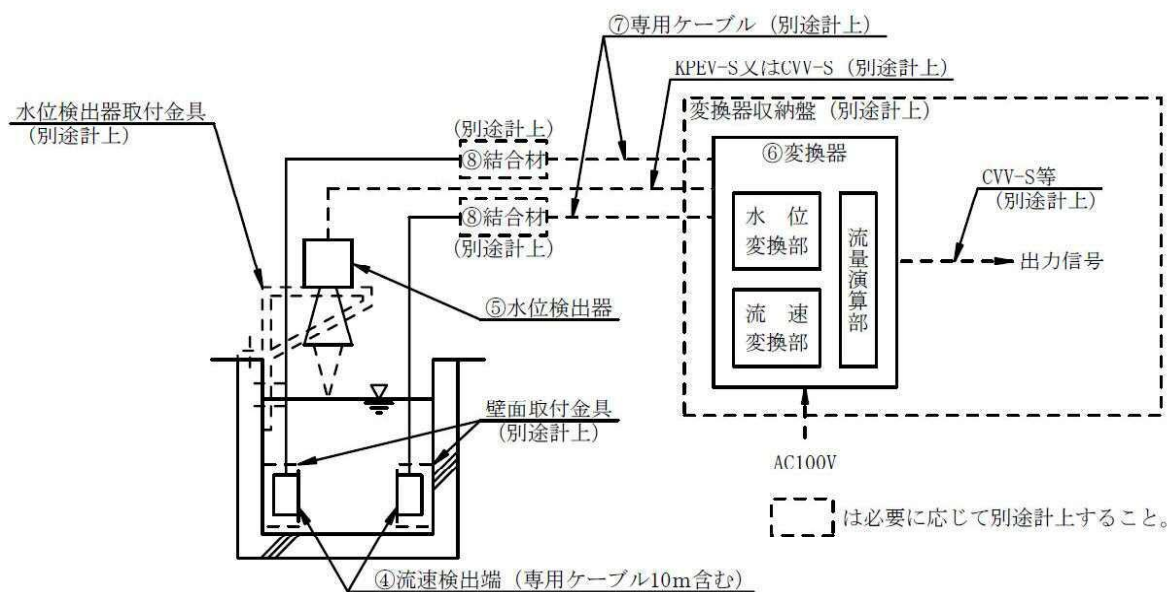 ⑦専用ケーブル (別途計上)
KPEV-S又はCVV-S (別途計上)
水位検出器取付金具
(別途計上)
変換器収納盤 (別途計上)
(別途計上)
⑧結合材
⑥変換器
CVV-S等
(別途計上)
⑧結合材
(別途計上)
水 位
変換部
流量演算部
出力信号
⑤水位検出器
流 速
変換部
壁面取付金具
(別途計上)
AC100V
は必要に応じて別途計上すること。
④流速検出端 (専用ケーブル10m含む)